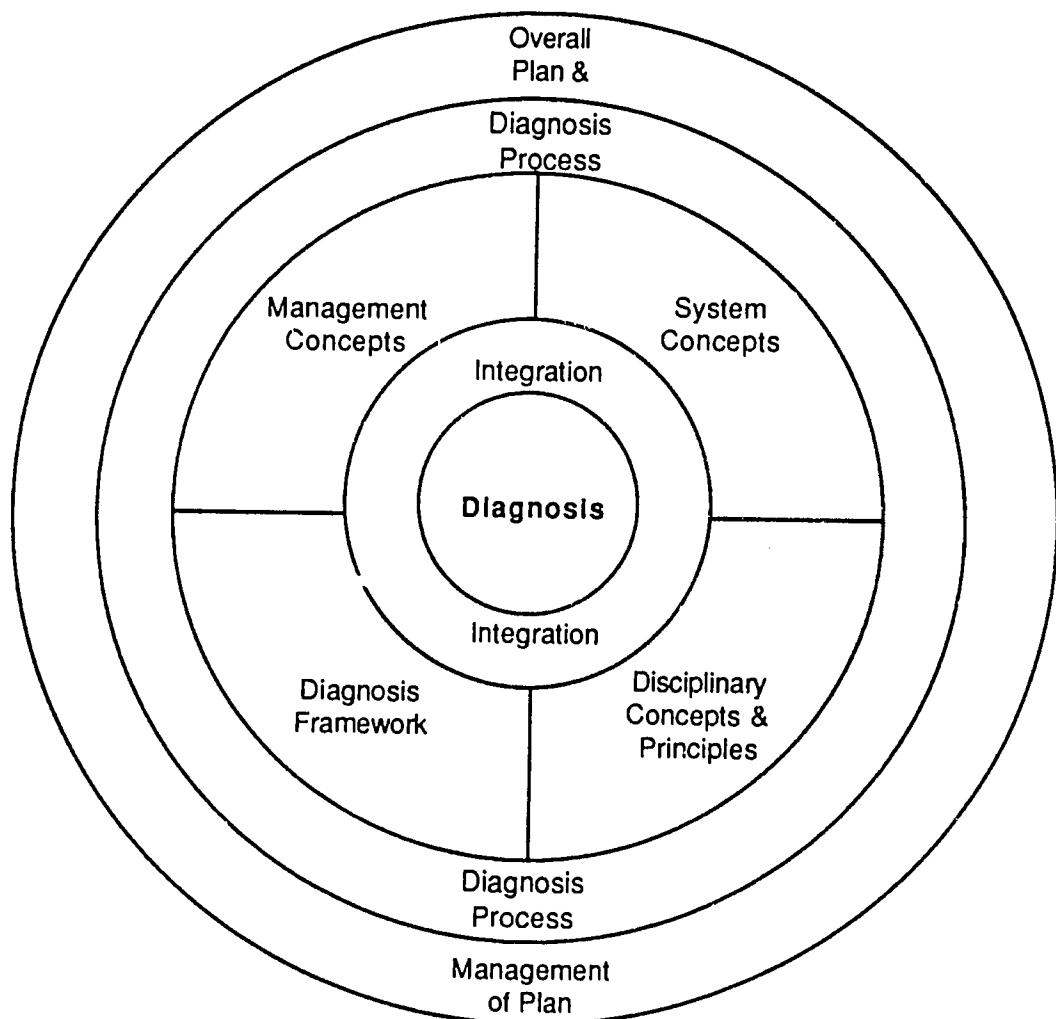 Overall
Plan &
Diagnosis
Process
Management
Concepts
System
Concepts
Integration
Diagnosis
Integration
Diagnosis
Framework
Disciplinary
Concepts &
Principles
Diagnosis
Process
Management
of Plan